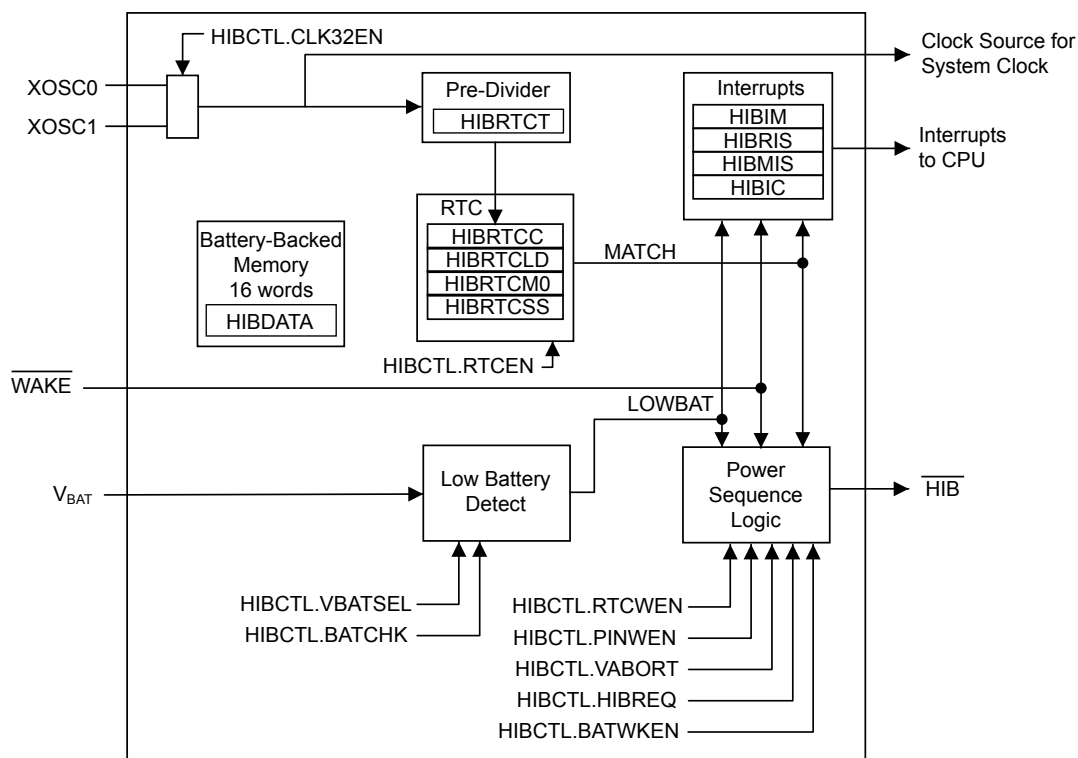 HIBCTL.CLK32EN
XOSC0
XOSC1
Clock Source for
System Clock
Pre-Divider
HIBRTCT
Interrupts
HIBIM
HIBRIS
HIBMIS
HIBIC
Interrupts
to CPU
RTC
HIBRTCC
HIBRTCLD
HIBRTCM0
HIBRTCSS
MATCH
Battery-Backed
Memory
16 words
HIBDATA
HIBCTL.RTCEN
WAKE
LOWBAT
VBAT
Low Battery
Detect
Power
Sequence
Logic
HIB
HIBCTL.VBATSEL
HIBCTL.BATCHK
HIBCTL.RTCWEN
HIBCTL.PINWEN
HIBCTL.VABORT
HIBCTL.HIBREQ
HIBCTL.BATWKEN